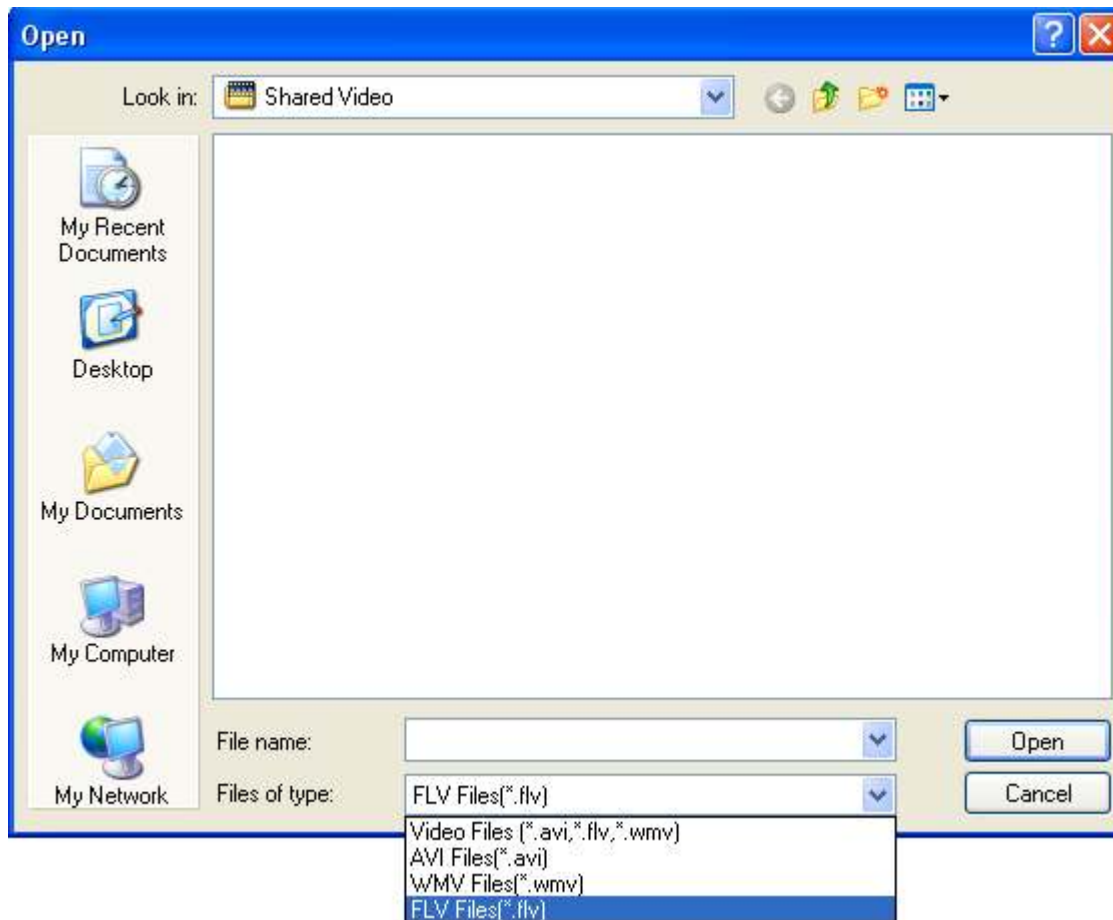 Open
Look in:
Shared Video
My Recent
Documents
Desktop
My Documents
My Computer
My Network
File name:
Open
Files of type:
FLV Files(*.flv)
Cancel
Video Files (*.avi,*.flv,*.wmv)
AVI Files(*.avi)
WMV Files(*.wmv)
FLV Files(*.flv)